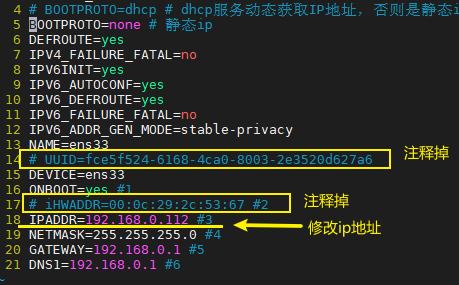 4 # BOOTPROTO=dhcp # dhcp服务动态获取IP地址，否则是静态i
5 BOOTPROTO=none # 静态ip
6 DEFROUTE=yes
7 IPV4_FAILURE_FATAL=no
8 IPV6INIT=yes
9 IPV6_AUTOCONF=yes
10 IPV6_DEFROUTE=yes
11 IPV6_FAILURE_FATAL=no
12 IPV6_ADDR_GEN_MODE=stable-privacy
13 NAME=ens33
14 # UUID=fce5f524-6168-4ca0-8003-2e3520d627a6 注释掉
15 DEVICE=ens33
16 ONBOOT=yes #1
17 # iHWADDR=00:0c:29:2c:53:67 #2 注释掉
18 IPADDR=192.168.0.112 #3 修改ip地址
19 NETMASK=255.255.255.0 #4
20 GATEWAY=192.168.0.1 #5
21 DNS1=192.168.0.1 #6
~